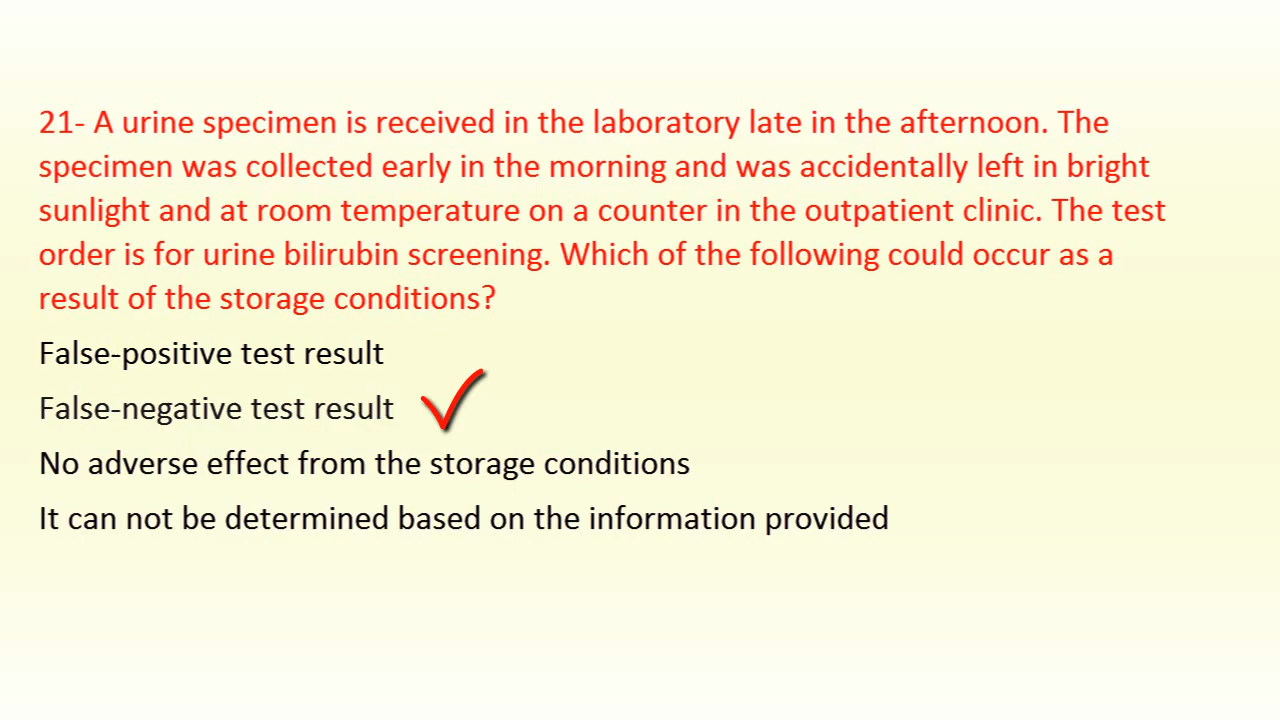 21- A urine specimen is received in the laboratory late in the afternoon. The
specimen was collected early in the morning and was accidentally left in bright
sunlight and at room temperature on a counter in the outpatient clinic. The test
order is for urine bilirubin screening. Which of the following could occur as a
result of the storage conditions?
False-positive test result
False-negative test result
No adverse effect from the storage conditions
It can not be determined based on the information provided